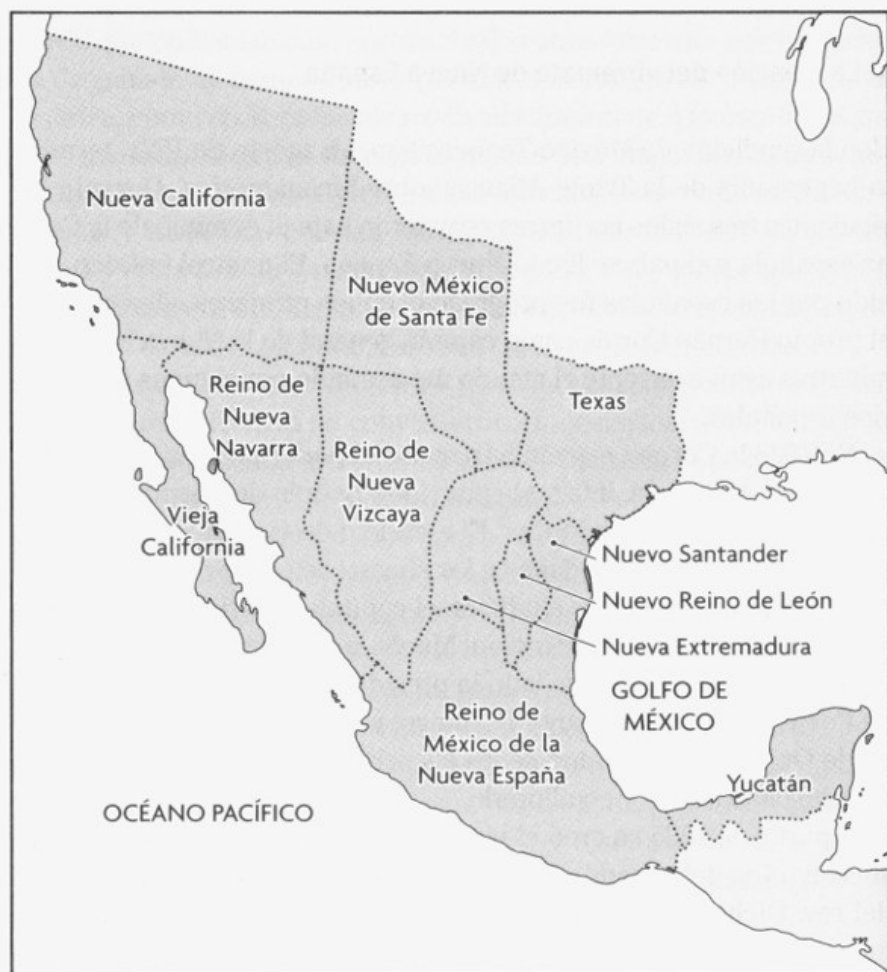 Nueva California
Nuevo México
de Santa Fe
Reino de
Nueva
Navarra
Texas
Reino de
Nueva
Vizcaya
Vieja
California
Nuevo Santander
Nuevo Reino de León
Nueva Extremadura
GOLFO DE
MÉXICO
Reino de
México de la
Nueva España
Yucatán
OCÉANO PACÍFICO